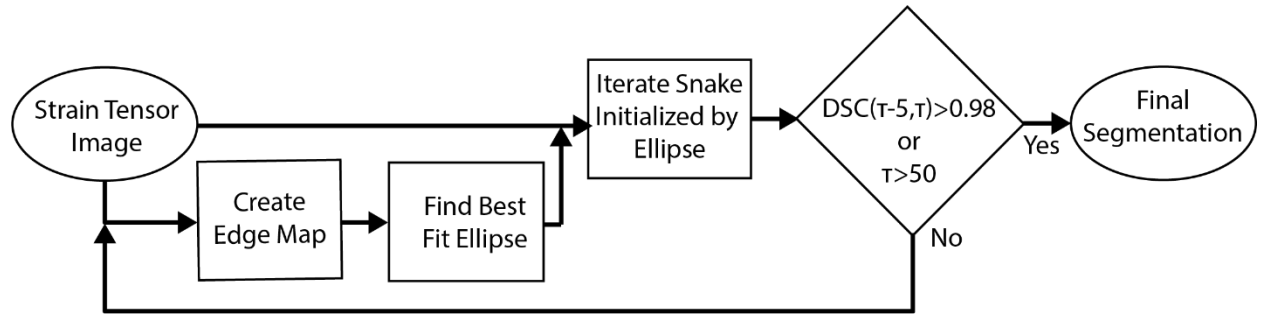 Strain Tensor
Image
Create
Edge Map
Find Best
Fit Ellipse
Iterate Snake
Initialized by
Ellipse
DSC(τ-5,τ)>0.98
or
τ>50
Yes
No
Final
Segmentation